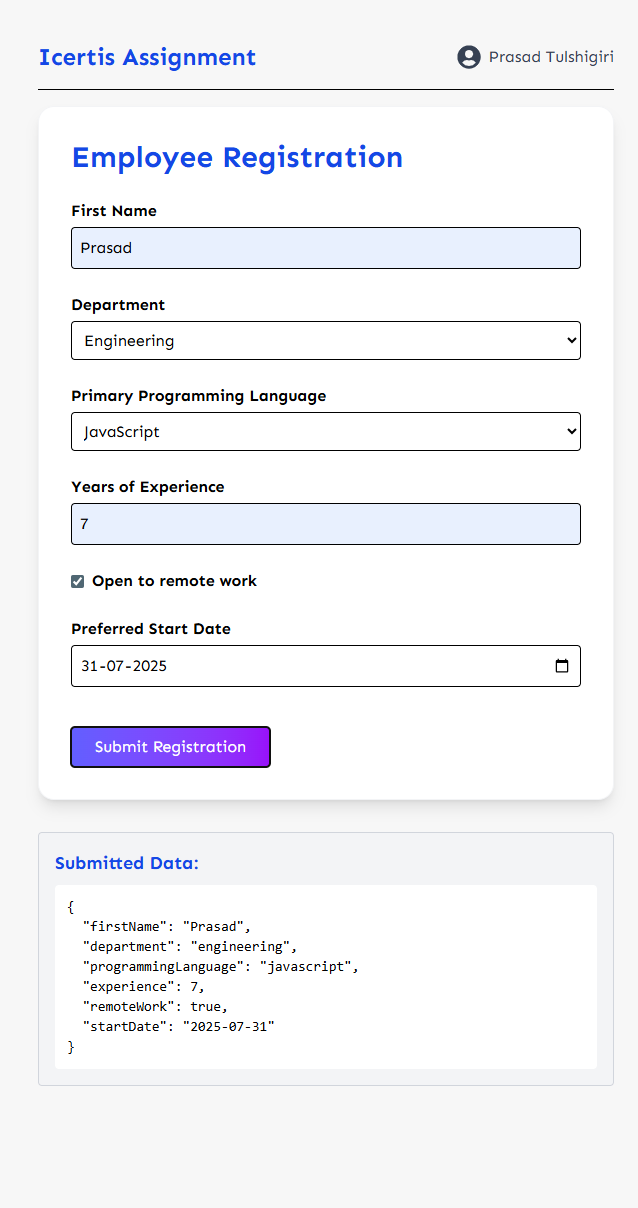 Icertis Assignment
Prasad Tulshigiri
Employee Registration
First Name
Prasad
Department
Engineering
Primary Programming Language
JavaScript
Years of Experience
7
Open to remote work
Preferred Start Date
31-07-2025
Submit Registration
Submitted Data:
{
  "firstName": "Prasad",
  "department": "engineering",
  "programmingLanguage": "javascript",
  "experience": 7,
  "remoteWork": true,
  "startDate": "2025-07-31"
}